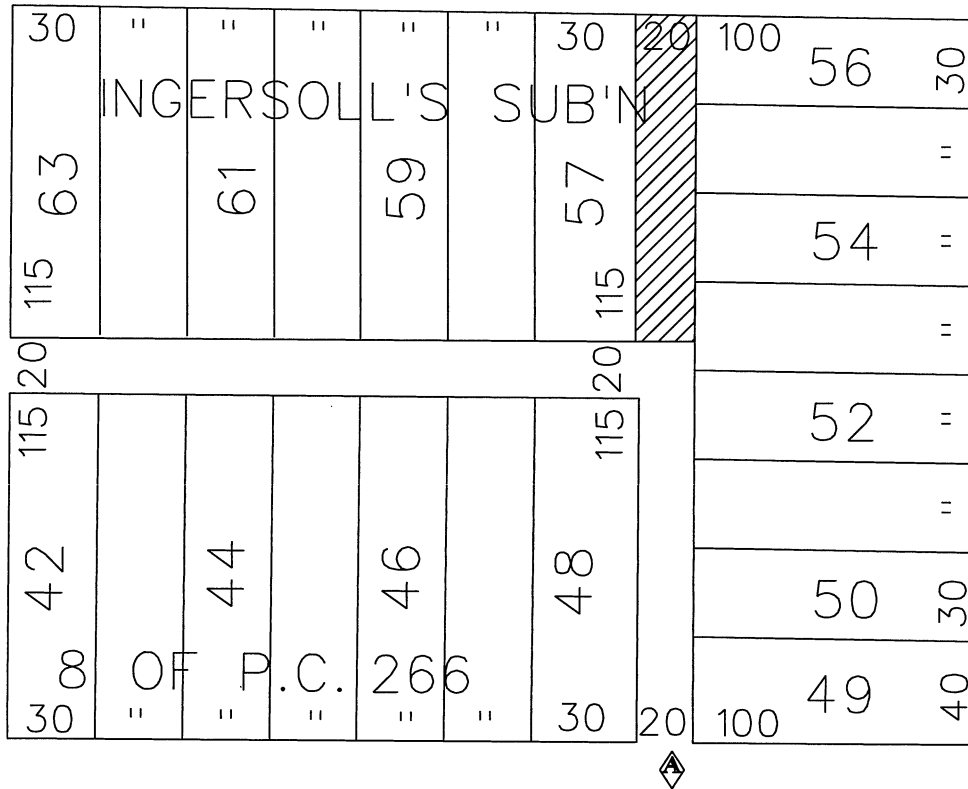 30 " " " " " 30 20 100 56 30
INGERSOLL'S SUB'N
"
63 61 59 57
54 "
115 115
"
20 20
115 115 52 "
"
42 44 46 48
50 30
8 OF P.C. 266
49 40
30 " " " " " 30 20 100
A